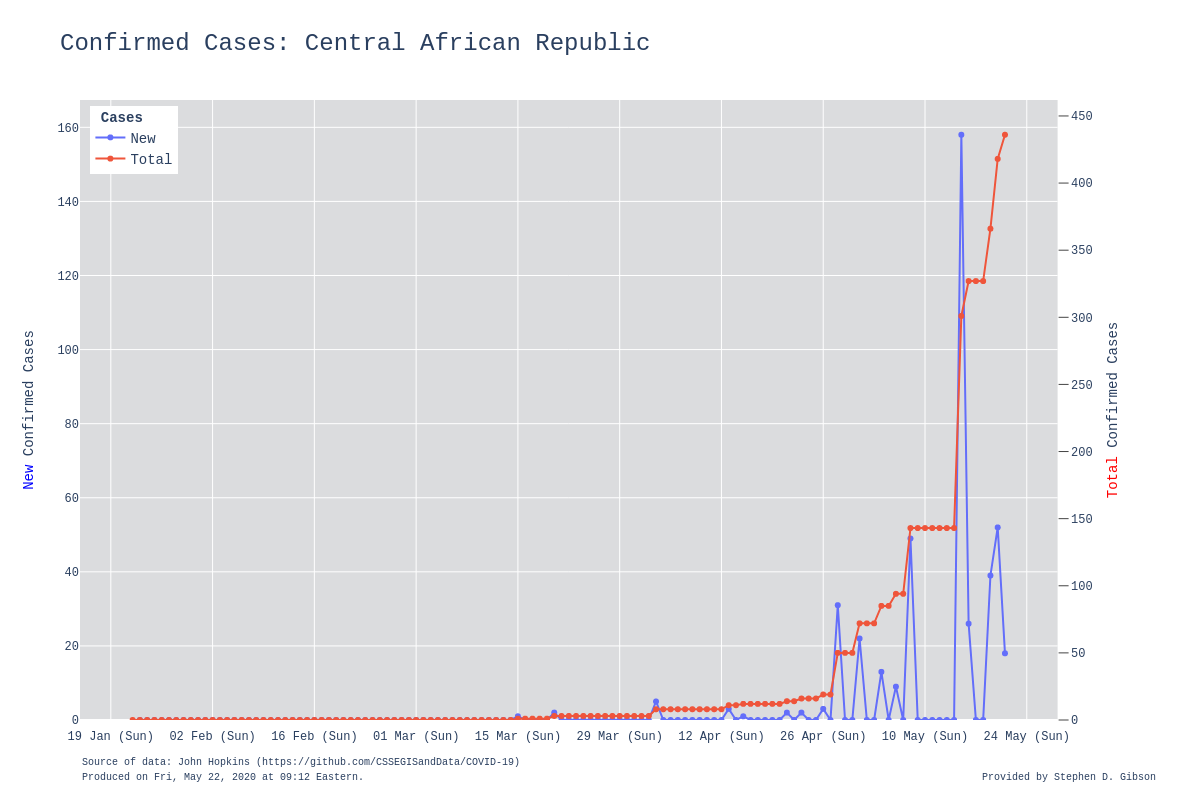 Confirmed Cases: Central African Republic
Cases
New
Total
160
140
120
100
80
60
40
20
0
450
400
350
300
250
200
150
100
50
0
New Confirmed Cases
Total Confirmed Cases
19 Jan (Sun) 02 Feb (Sun) 16 Feb (Sun) 01 Mar (Sun) 15 Mar (Sun) 29 Mar (Sun) 12 Apr (Sun) 26 Apr (Sun) 10 May (Sun) 24 May (Sun)
Source of data: John Hopkins (https://github.com/CSSEGISandData/COVID-19)
Produced on Fri, May 22, 2020 at 09:12 Eastern.
Provided by Stephen D. Gibson